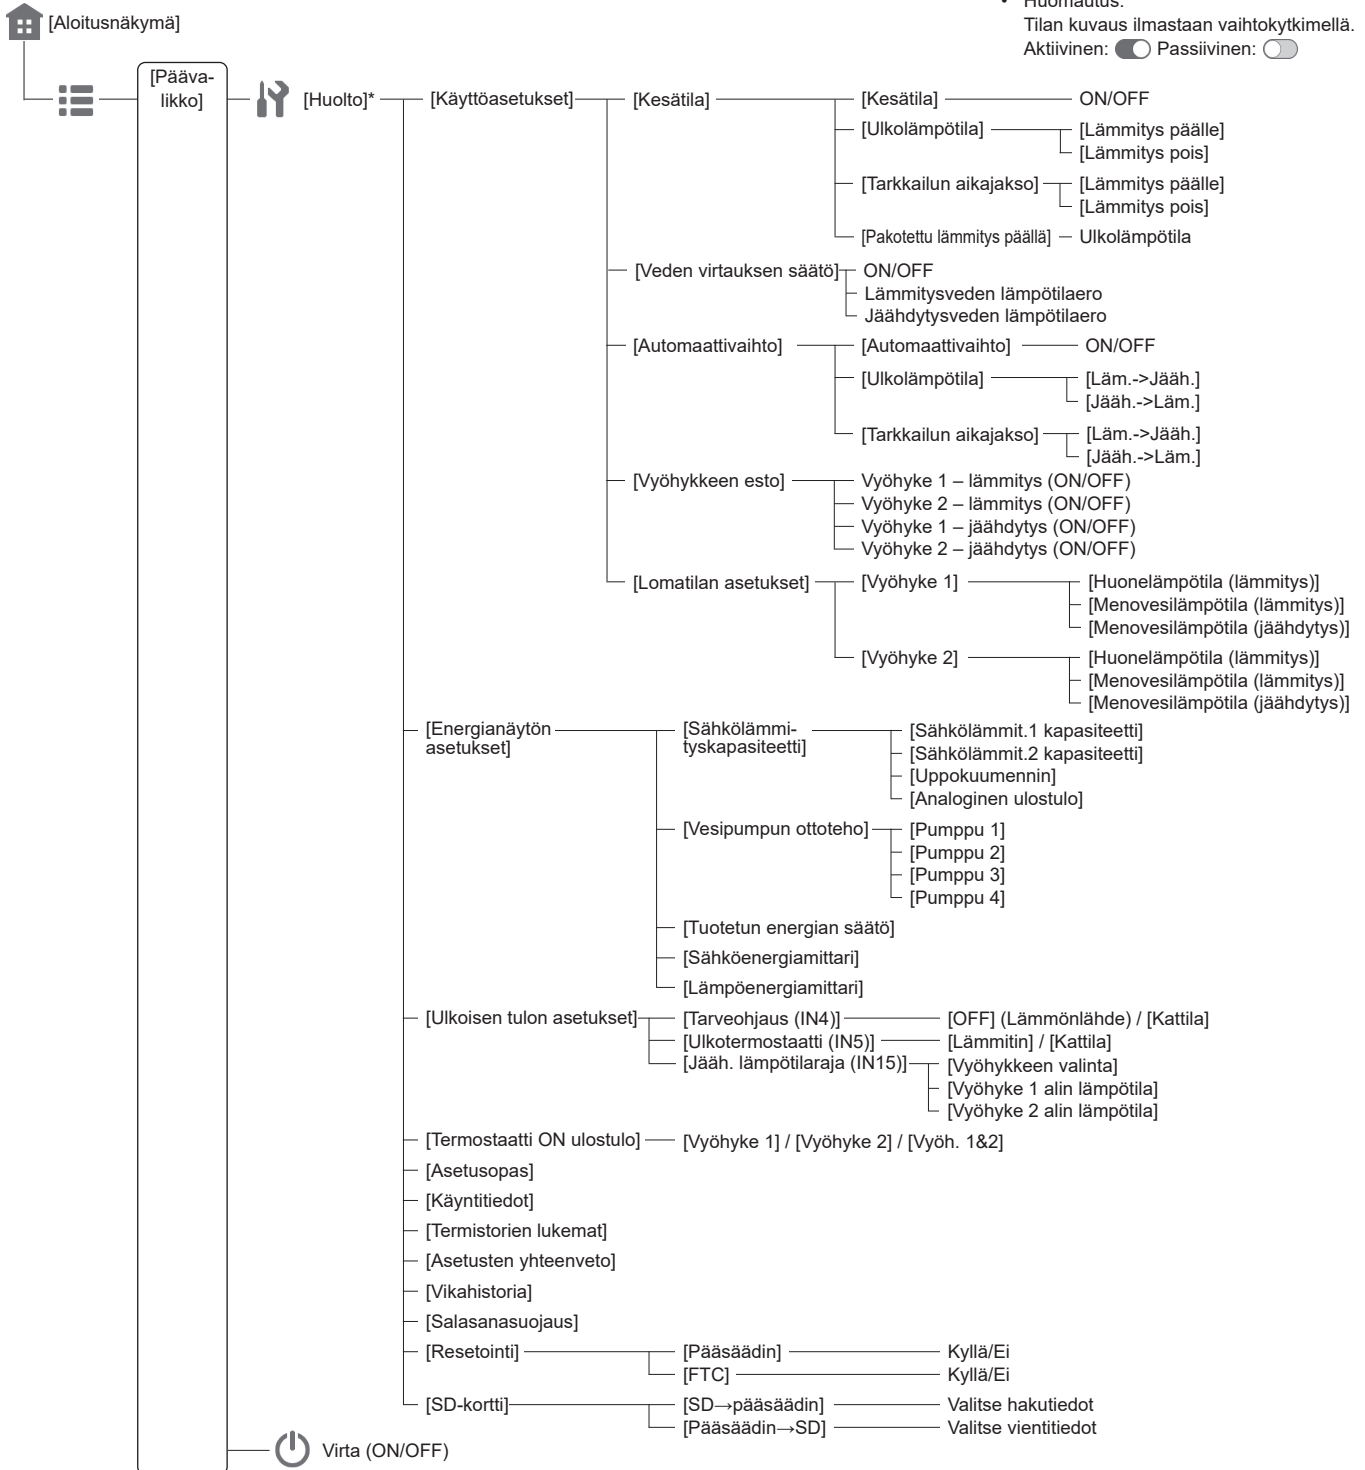 • Huomautus:
[Aloitusnäkymä]
Tilan kuvaus ilmastaan vaihtokytkimellä.
Aktiivinen: Passiivinen:
[Pääva-
likko]
[Huolto]* [Käyttöasetukset] [Kesätila] [Kesätila] ON/OFF
[Ulkolämpötila] [Lämmitys päälle]
[Lämmitys pois]
[Tarkkailun aikajakso] [Lämmitys päälle]
[Lämmitys pois]
[Pakotettu lämmitys päällä] Ulkolämpötila
[Veden virtauksen säätö] ON/OFF
Lämmitysveden lämpötilaero
Jäähdytysveden lämpötilaero
[Automaattivaihto] [Automaattivaihto] ON/OFF
[Ulkolämpötila] [Läm.->Jääh.]
[Jääh.->Läm.]
[Tarkkailun aikajakso] [Läm.->Jääh.]
[Jääh.->Läm.]
[Vyöhykkeen esto] Vyöhyke 1 – lämmitys (ON/OFF)
Vyöhyke 2 – lämmitys (ON/OFF)
Vyöhyke 1 – jäähdytys (ON/OFF)
Vyöhyke 2 – jäähdytys (ON/OFF)
[Lomatilan asetukset] [Vyöhyke 1] [Huonelämpötila (lämmitys)]
[Menovesilämpötila (lämmitys)]
[Menovesilämpötila (jäähdytys)]
[Vyöhyke 2] [Huonelämpötila (lämmitys)]
[Menovesilämpötila (lämmitys)]
[Menovesilämpötila (jäähdytys)]
[Energianäytön
asetukset]
[Sähkölämmi-
tyskapasiteetti]
[Sähkölämmit.1 kapasiteetti]
[Sähkölämmit.2 kapasiteetti]
[Uppokuumennin]
[Analoginen ulostulo]
[Vesipumpun ottoteho] [Pumppu 1]
[Pumppu 2]
[Pumppu 3]
[Pumppu 4]
[Tuotetun energian säätö]
[Sähköenergiamittari]
[Lämpöenergiamittari]
[Ulkoisen tulon asetukset] [Tarveohjaus (IN4)] [OFF] (Lämmönlähde) / [Kattila]
[Ulkotermostaatti (IN5)] [Lämmitin] / [Kattila]
[Jääh. lämpötilaraja (IN15)] [Vyöhykkeen valinta]
[Vyöhyke 1 alin lämpötila]
[Vyöhyke 2 alin lämpötila]
[Termostaatti ON ulostulo] [Vyöhyke 1] / [Vyöhyke 2] / [Vyöh. 1&2]
[Asetusopas]
[Käyntitiedot]
[Termistorien lukemat]
[Asetusten yhteenveto]
[Vikahistoria]
[Salasanasuojaus]
[Resetointi] [Pääsäädin] Kyllä/Ei
[FTC] Kyllä/Ei
[SD-kortti] [SD→pääsäädin] Valitse hakutiedot
[Pääsäädin→SD] Valitse vientitiedot
Virta (ON/OFF)